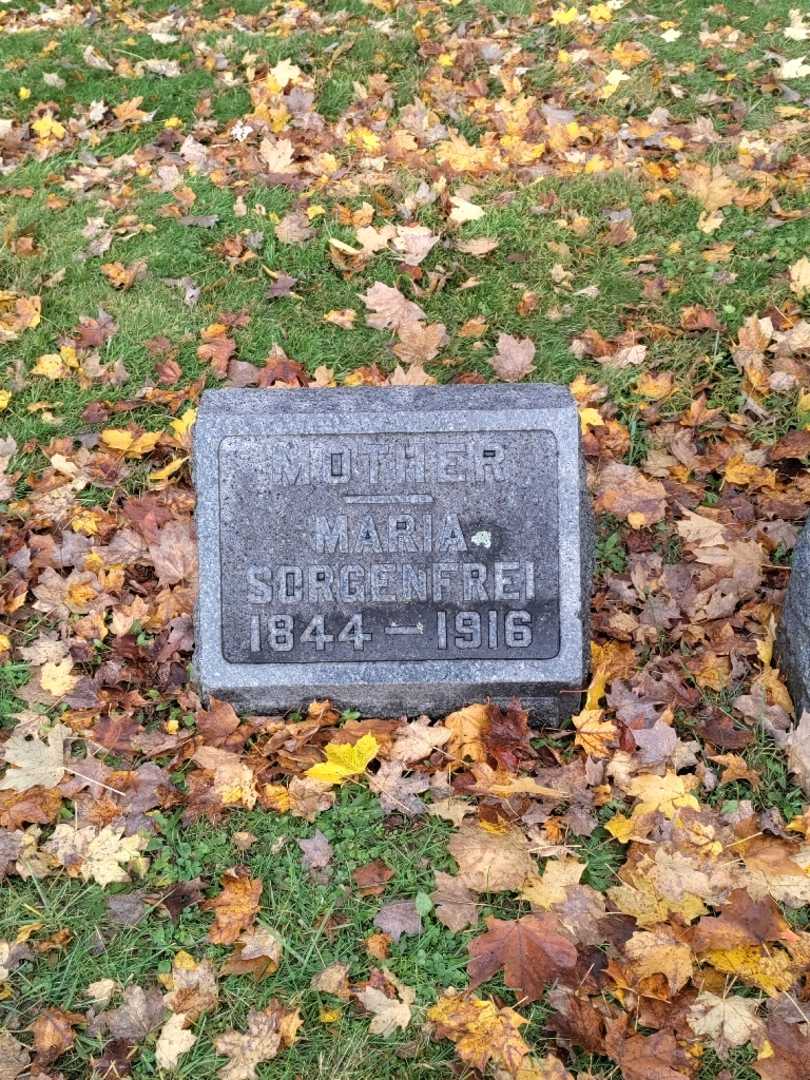 MOTHER
MARIA
SORGENFREI
1844 — 1916